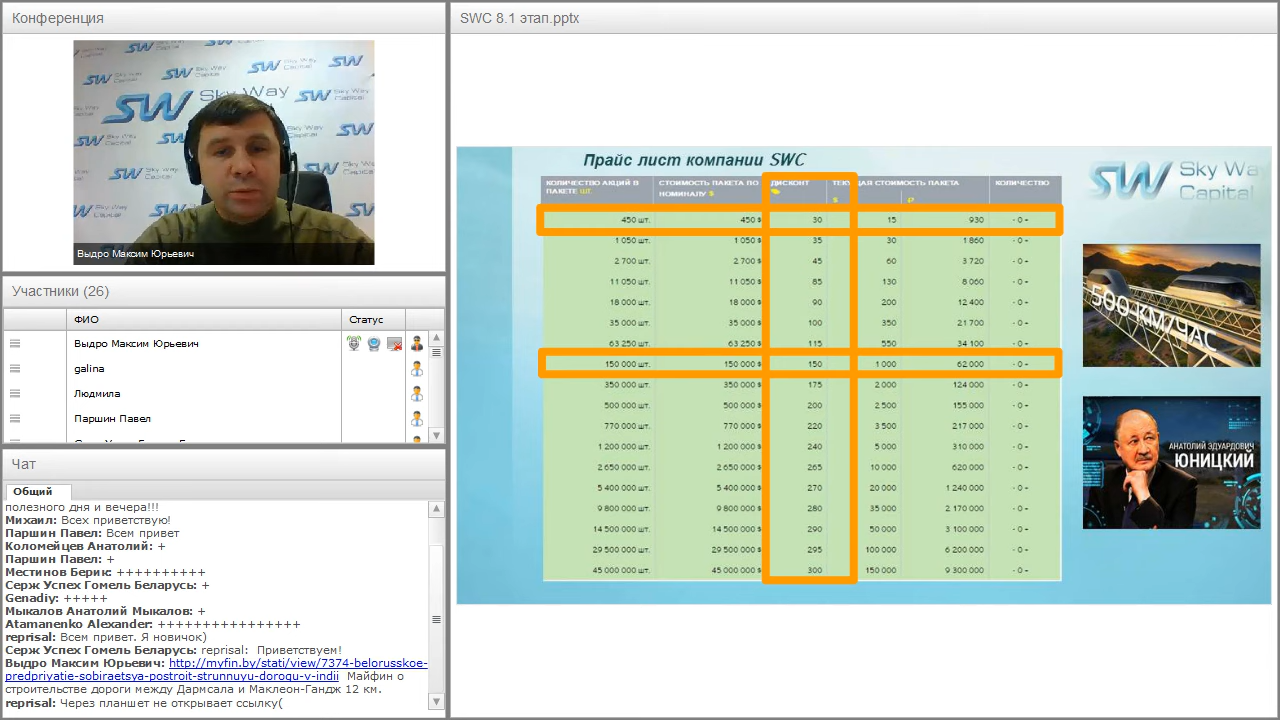 Конференция
SW Sky Way Capital
Выдро Максим Юрьевич
Участники (26)
ФИО
Статус
Выдро Максим Юрьевич
galina
Людмила
Паршин Павел
Чат
Общий
полезного дня и вечера!!!
Михаил: Всех приветствую!
Паршин Павел: Всем привет
Коломейцев Анатолий: +
Паршин Павел: +
Местинов Берик: ++++++++++
Серж Успех Гомель Беларусь: +
Genadiy: +++++
Мыкалов Анатолий Мыкалов: +
Atamanenko Alexander: ++++++++++++++++
reprisal: Всем привет. Я новичок)
Серж Успех Гомель Беларусь: reprisal: Приветствуем!
Выдро Максим Юрьевич: http://myfin.by/stati/view/7374-belorusskoe-
predprivatie-sobiraetsya-postroit-strunnuyu-dorogu-v-indii Майфин о
строительстве дороги между Дармсала и Маклеон-Гандж 12 км.
reprisal: Через планшет не утkрывает ссылку(
SWC 8.1 этап.pptx
Прайс лист компании SWC
КОЛИЧЕСТВО АКЦИЙ В ПАКЕТЕ ШТ. СТОИМОСТЬ ПАКЕТА ПО НОМИНАЛУ $ ДИСКОНТ % ТЕКУЩАЯ СТОИМОСТЬ ПАКЕТА $ ₽ КОЛИЧЕСТВО
450 шт. 450 $ 30 15 930 - 0 +
1 050 шт. 1 050 $ 35 30 1 860 - 0 +
2 700 шт. 2 700 $ 45 60 3 720 - 0 +
11 050 шт. 11 050 $ 85 130 8 060 - 0 +
18 000 шт. 18 000 $ 90 200 12 400 - 0 +
35 000 шт. 35 000 $ 100 350 21 700 - 0 +
63 250 шт. 63 250 $ 115 550 34 100 - 0 +
150 000 шт. 150 000 $ 150 1 000 62 000 - 0 +
350 000 шт. 350 000 $ 175 2 000 124 000 - 0 +
500 000 шт. 500 000 $ 200 2 500 155 000 - 0 +
770 000 шт. 770 000 $ 220 3 500 217 000 - 0 +
1 200 000 шт. 1 200 000 $ 240 5 000 310 000 - 0 +
2 650 000 шт. 2 650 000 $ 265 10 000 620 000 - 0 +
5 400 000 шт. 5 400 000 $ 270 20 000 1 240 000 - 0 +
9 800 000 шт. 9 800 000 $ 280 35 000 2 170 000 - 0 +
14 500 000 шт. 14 500 000 $ 290 50 000 3 100 000 - 0 +
29 500 000 шт. 29 500 000 $ 295 100 000 6 200 000 - 0 +
45 000 000 шт. 45 000 000 $ 300 150 000 9 300 000 - 0 +
SW Sky Way
Capital
500 КМ/ЧАС
АНАТОЛИЙ ЭДУАРДОВИЧ
ЮНИЦКИЙ